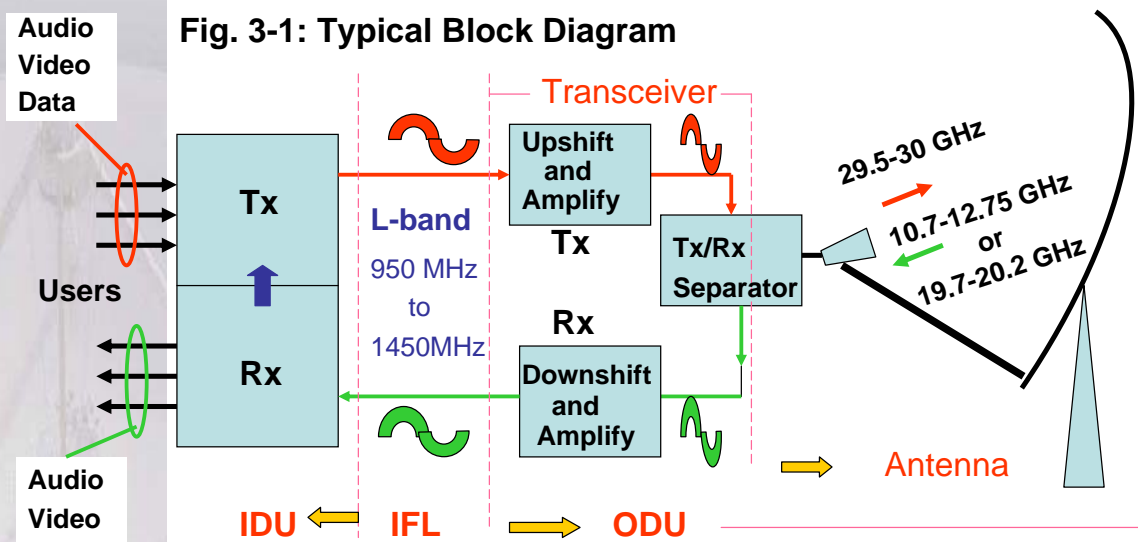 Fig. 3-1: Typical Block Diagram
Audio
Video
Data
Transceiver
Tx
L-band
950 MHz
to
1450MHz
Upshift
and
Amplify
Tx
Tx/Rx
Separator
29.5-30 GHz
10.7-12.75 GHz
or
19.7-20.2 GHz
Users
Rx
Rx
Downshift
and
Amplify
Antenna
Audio
Video
IDU
IFL
ODU